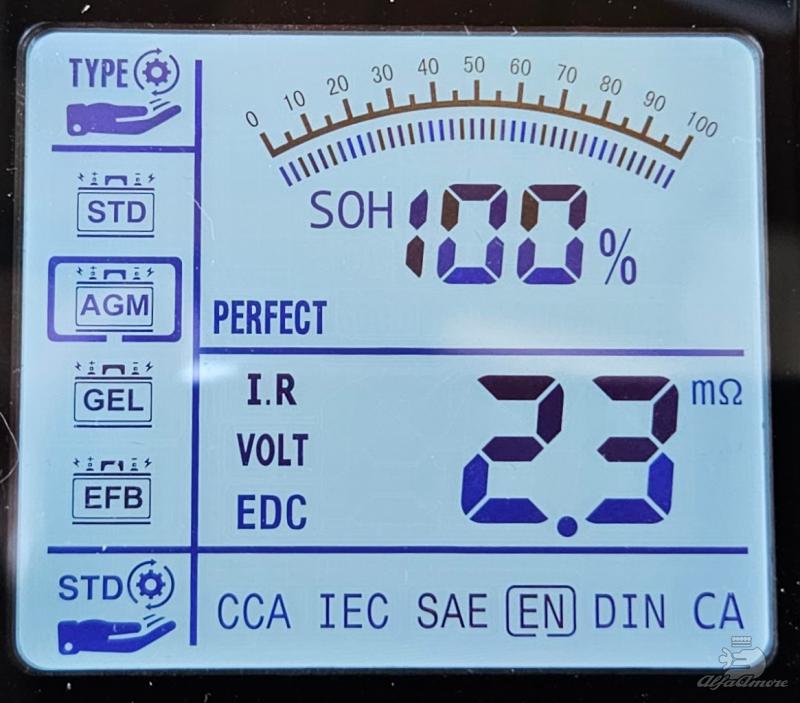 TYPE
0 10 20 30 40 50 60 70 80 90 100
STD
SOH 100 %
AGM
PERFECT
GEL
I.R
2.3 mΩ
VOLT
EFB
EDC
STD
CCA IEC SAE EN DIN CA
AlfaAmore